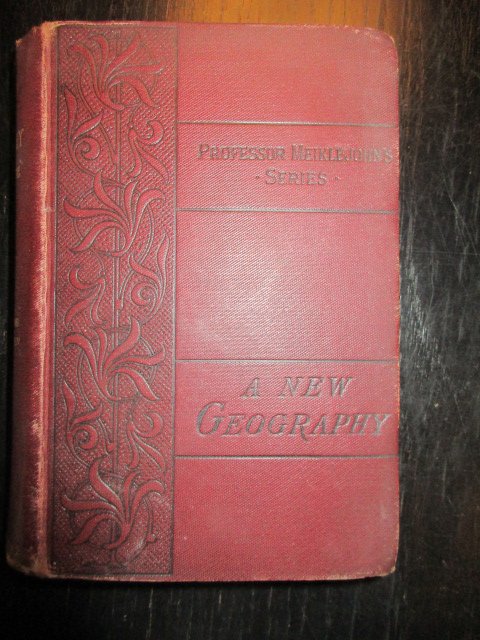 PROFESSOR MEIKLEJOHN'S
- SERIES -
A NEW
GEOGRAPHY